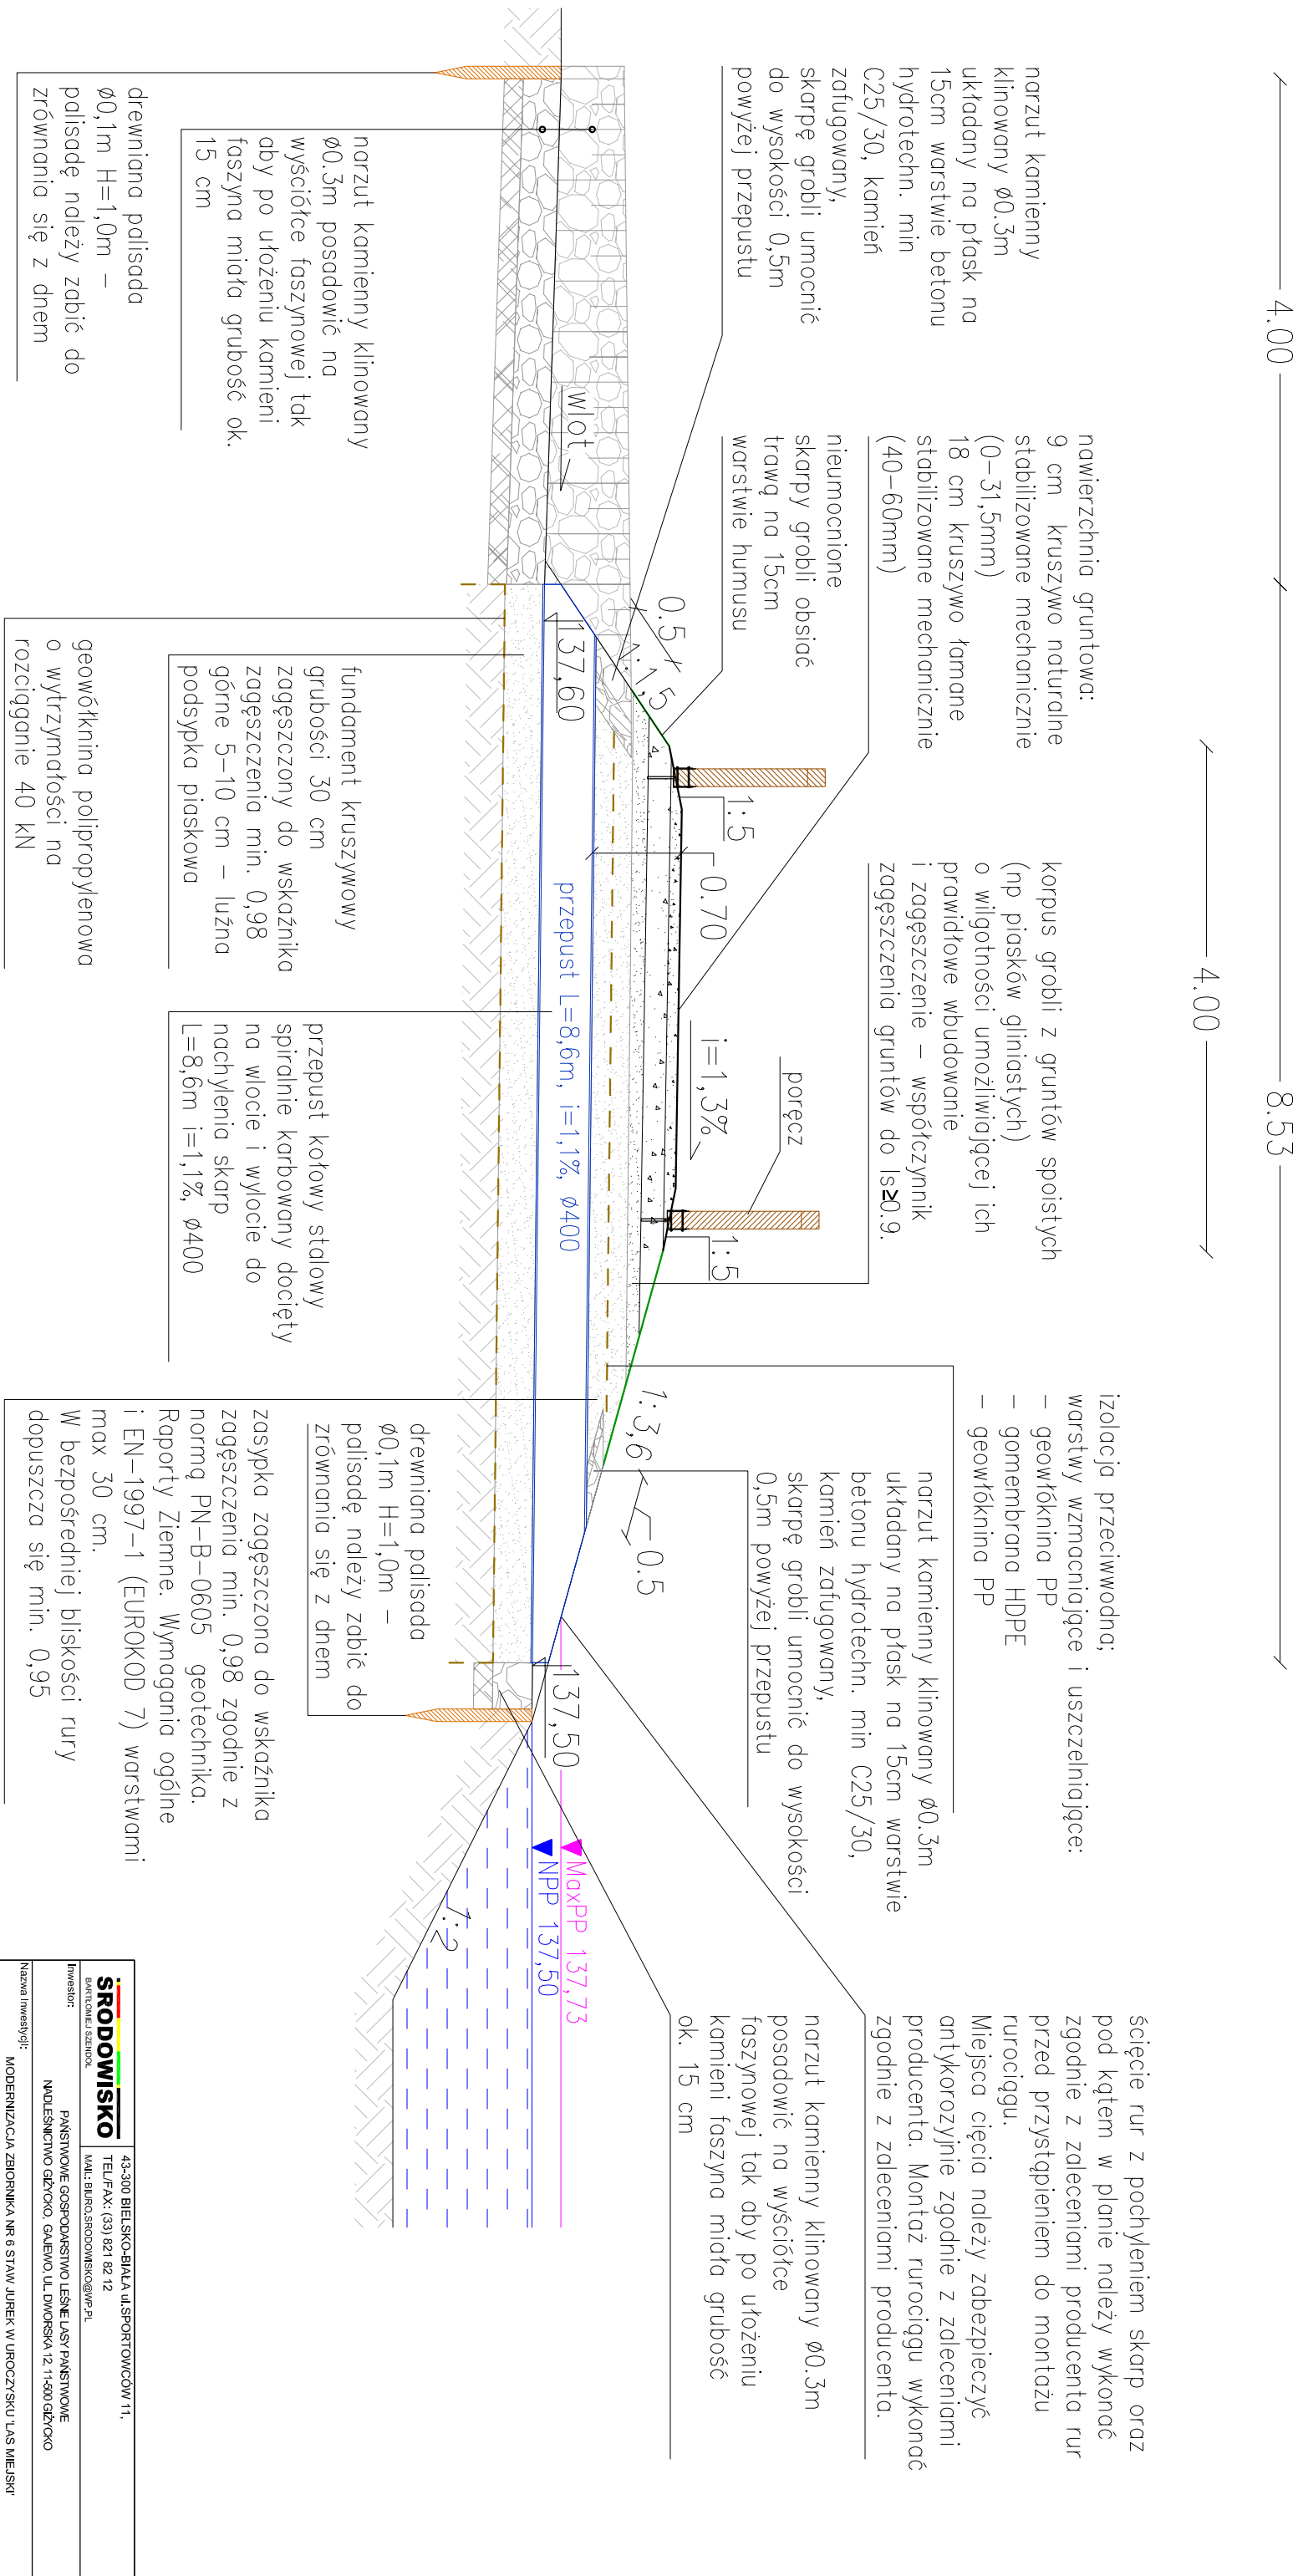 4.00
8.53
4.00
narzut kamienny
klinowany Ø0.3m
układany na płask na
15cm warstwie betonu
hydrotechn. min
C25/30, kamień
zafugowany,
skarpę grobli umocnić
do wysokości 0,5m
powyżej przepustu
nawierzchnia gruntowa:
9 cm kruszywo naturalne
stabilizowane mechanicznie
(0-31,5mm)
18 cm kruszywo łamane
stabilizowane mechanicznie
(40-60mm)
nieumocnione
skarpy grobli obsiać
trawą na 15cm
warstwie humusu
korpus grobli z gruntów spoistych
(np piasków gliniastych)
o wilgotności umożliwiającej ich
prawidłowe wbudowanie
i zagęszczenie – współczynnik
zagęszczenia gruntów do Is≥0.9.
poręcz
izolacja przeciwwodna;
warstwy wzmacniające i uszczelniające:
– geowłóknina PP
– gomembrana HDPE
– geowłóknina PP
narzut kamienny klinowany Ø0.3m
układany na płask na 15cm warstwie
betonu hydrotechn. min C25/30,
kamień zafugowany,
skarpę grobli umocnić do wysokości
0,5m powyżej przepustu
ścięcie rur z pochyleniem skarp oraz
pod kątem w planie należy wykonać
zgodnie z zaleceniami producenta rur
przed przystąpieniem do montażu
rurociągu.
Miejsca cięcia należy zabezpieczyć
antykorozyjnie zgodnie z zaleceniami
producenta. Montaż rurociągu wykonać
zgodnie z zaleceniami producenta.
narzut kamienny klinowany Ø0.3m
posadowić na wyściółce
faszynowej tak aby po ułożeniu
kamieni faszyna miała grubość
ok. 15 cm
wlot
0.5
1:1,5
137,60
1:5
0.70
i=1,3%
1:5
przepust L=8,6m, i=1,1%, Ø400
1:3,6
0.5
137,50
MaxPP 137,73
NPP 137,50
1:2
narzut kamienny klinowany
Ø0.3m posadowić na
wyściółce faszynowej tak
aby po ułożeniu kamieni
faszyna miała grubość ok.
15 cm
drewniana palisada
Ø0,1m H=1,0m –
palisadę należy zabić do
zrównania się z dnem
fundament kruszywowy
grubości 30 cm
zagęszczony do wskaźnika
zagęszczenia min. 0,98
górne 5-10 cm – luźna
podsypka piaskowa
geowółknina polipropylenowa
o wytrzymałości na
rozciąganie 40 kN
przepust kołowy stalowy
spiralnie karbowany docięty
na wlocie i wylocie do
nachylenia skarp
L=8,6m i=1,1%, Ø400
drewniana palisada
Ø0,1m H=1,0m –
palisadę należy zabić do
zrównania się z dnem
zasypka zagęszczona do wskaźnika
zagęszczenia min. 0,98 zgodnie z
normą PN-B-0605 geotechnika.
Raporty Ziemne. Wymagania ogólne
i EN-1997-1 (EUROKOD 7) warstwami
max 30 cm.
W bezpośredniej bliskości rury
dopuszcza się min. 0,95
ŚRODOWISKO
BARTŁOMIEJ SZENDOŁ
43-300 BIELSKO-BIAŁA ul.SPORTOWCÓW 11,
TEL/FAX: (33) 821 82 12
MAIL: BIURO.SRODOWISKO@WP.PL
Inwestor:
PAŃSTWOWE GOSPODARSTWO LEŚNE LASY PAŃSTWOWE
NADLEŚNICTWO GIŻYCKO, GAJEWO, UL. DWORSKA 12, 11-500 GIŻYCKO
Nazwa Inwestycji:
MODERNIZACJA ZBIORNIKA NR 6 STAW JUREK W UROCZYSKU "LAS MIEJSKI"